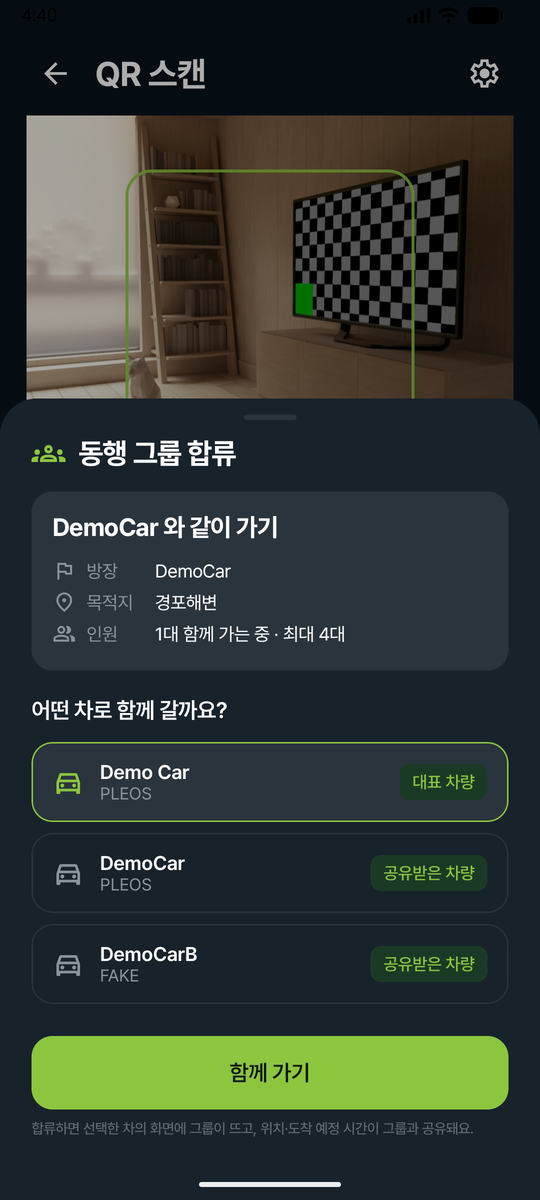 4:40
QR 스캔
동행 그룹 합류
DemoCar 와 같이 가기
방장 DemoCar
목적지 경포해변
인원 1대 함께 가는 중 · 최대 4대
어떤 차로 함께 갈까요?
Demo Car
PLEOS
대표 차량
DemoCar
PLEOS
공유받은 차량
DemoCarB
FAKE
공유받은 차량
함께 가기
합류하면 선택한 차의 화면에 그룹이 뜨고, 위치·도착 예정 시간이 그룹과 공유돼요.